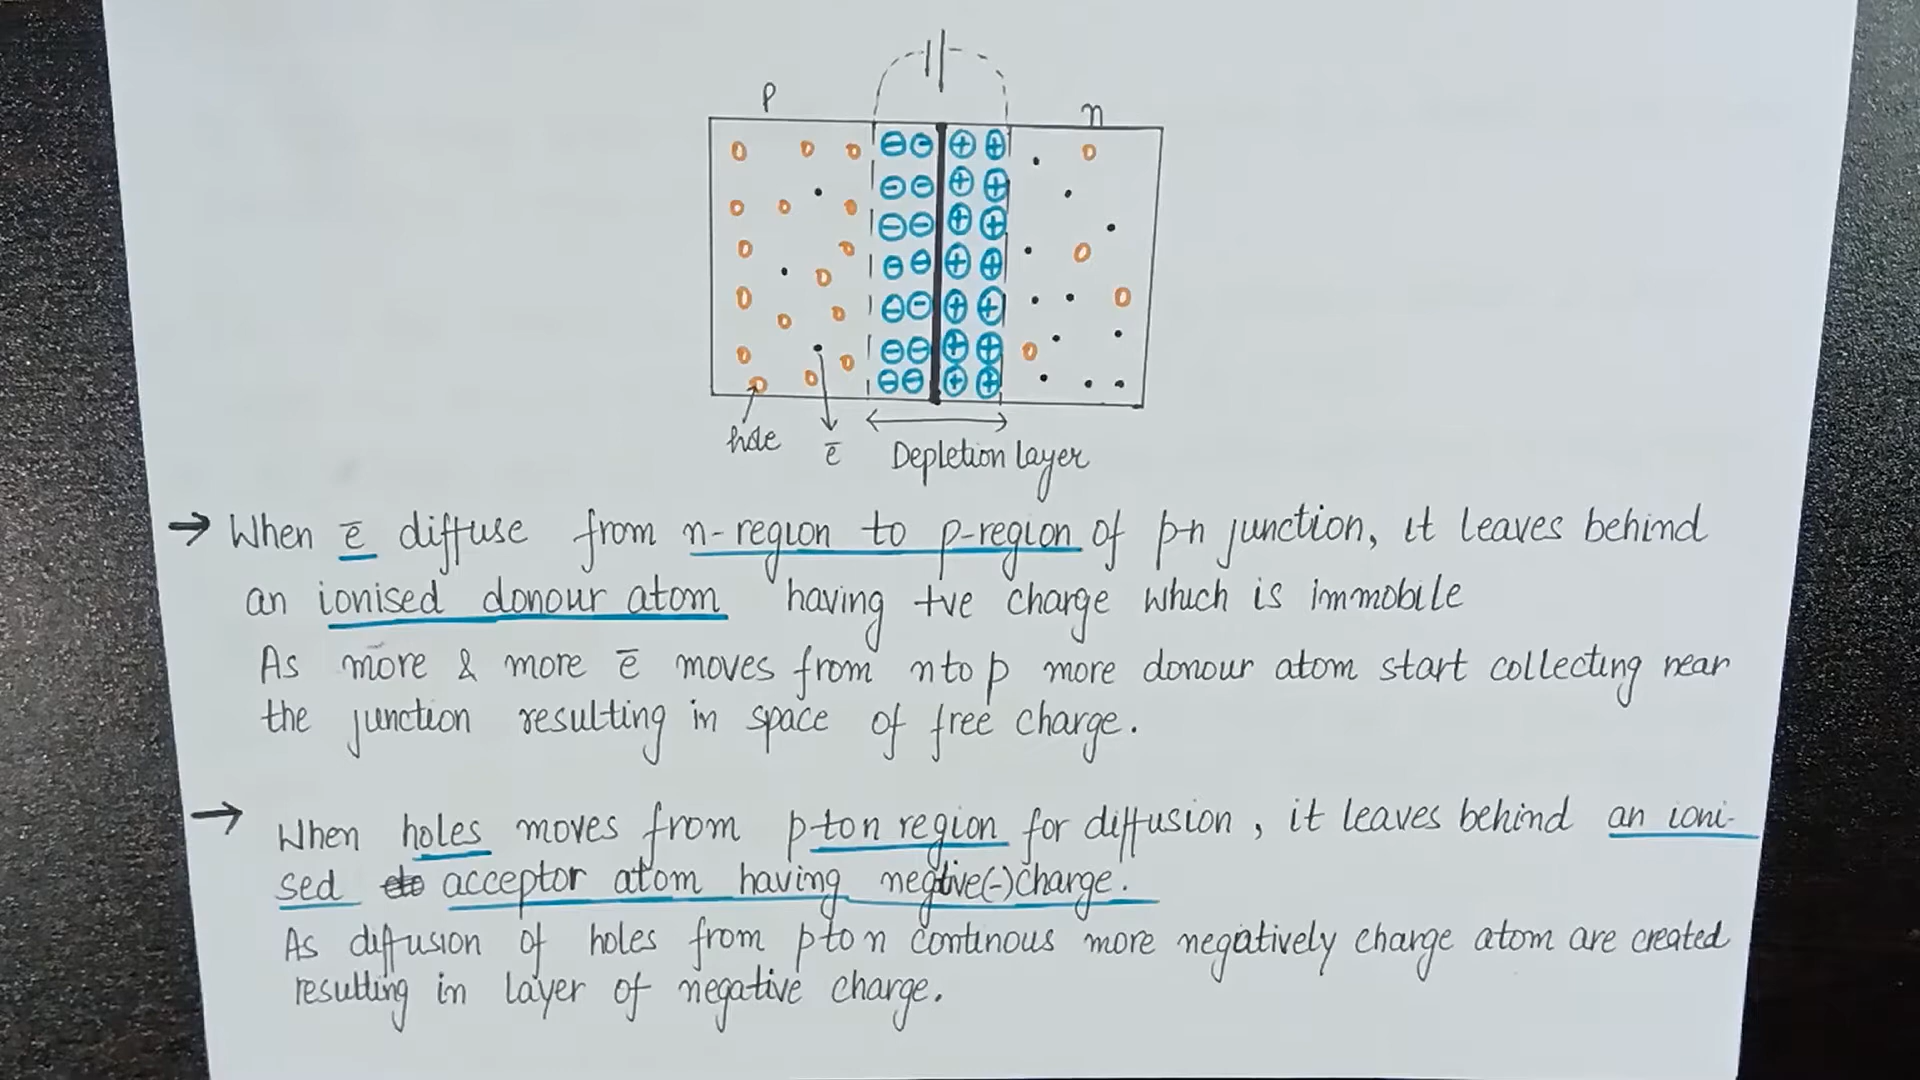 p
n
hole
ē
Depletion layer
→ When ē diffuse from n-region to p-region of p-n junction, it leaves behind
an ionised donour atom having +ve charge which is immobile
As more & more ē moves from n to p more donour atom start collecting near
the junction resulting in space of free charge.
→ When holes moves from p to n region for diffusion, it leaves behind an ioni-
sed acceptor atom having negtive(-) charge.
As diffusion of holes from p to n continous more negatively charge atom are created
resulting in layer of negative charge.